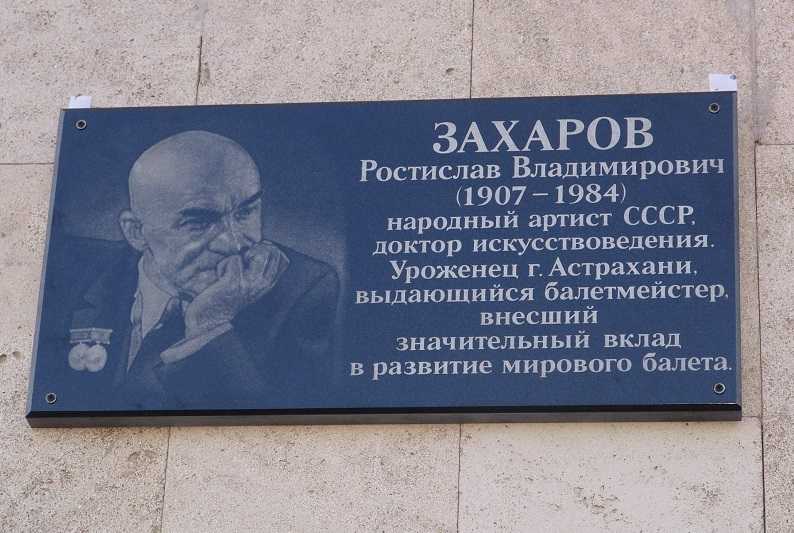 ЗАХАРОВ
Ростислав Владимирович
(1907 – 1984)
народный артист СССР,
доктор искусствоведения.
Уроженец г. Астрахани,
выдающийся балетмейстер,
внесший
значительный вклад
в развитие мирового балета.